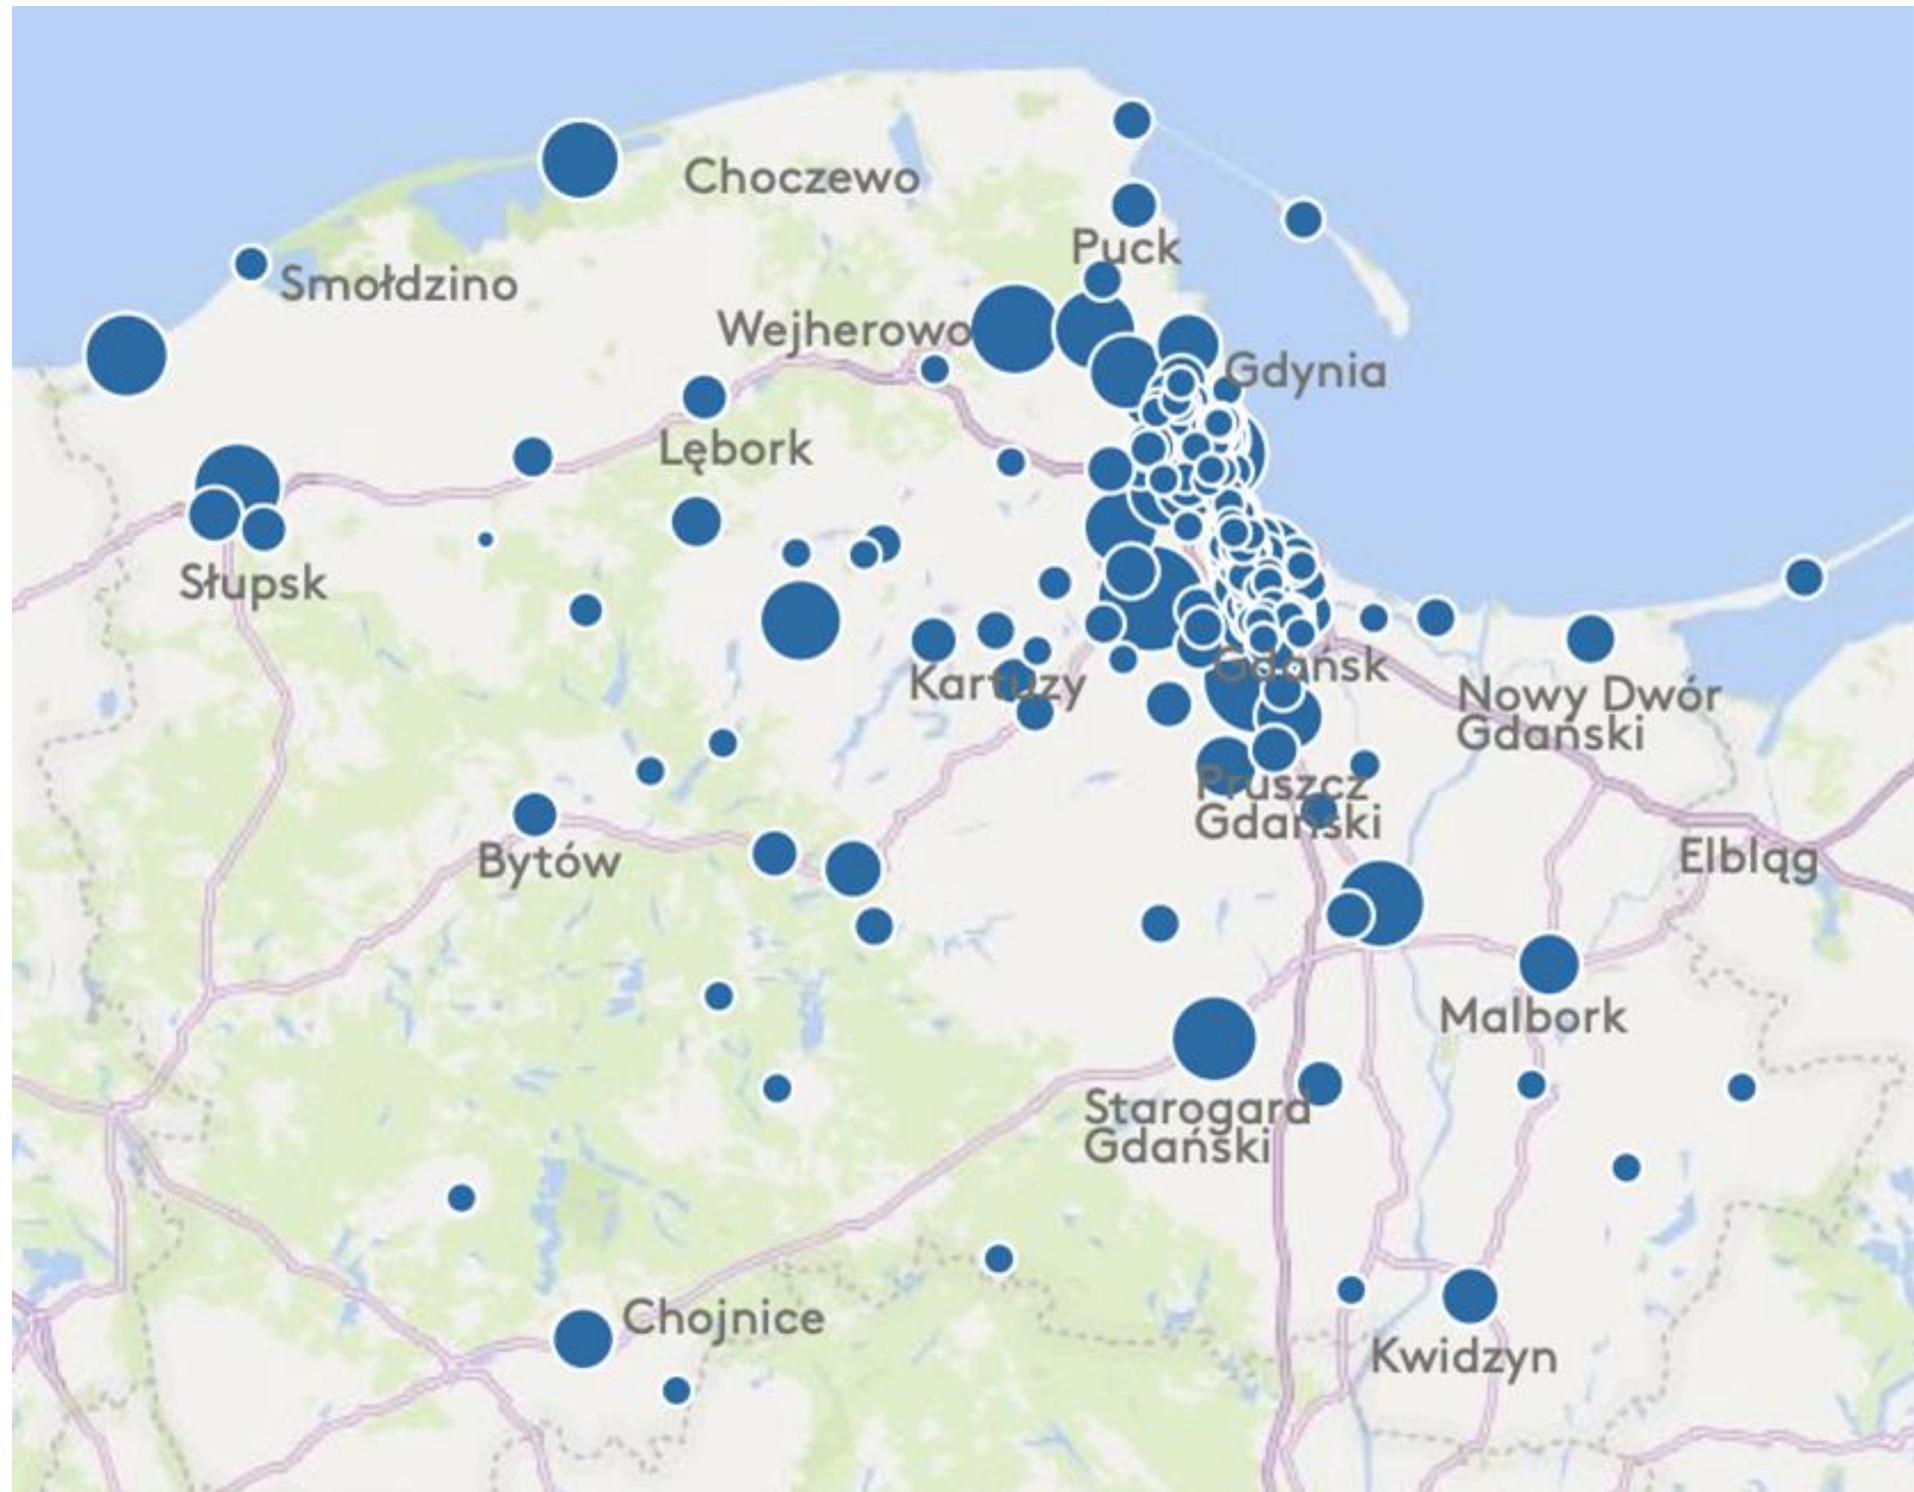 Choczewo
Puck
Smołdzino
Wejherowo
Gdynia
Lębork
Słupsk
Gdańsk
Kartuzy
Nowy Dwór
Gdański
Pruszcz
Gdański
Bytów
Elbląg
Malbork
Starogard
Gdański
Chojnice
Kwidzyn